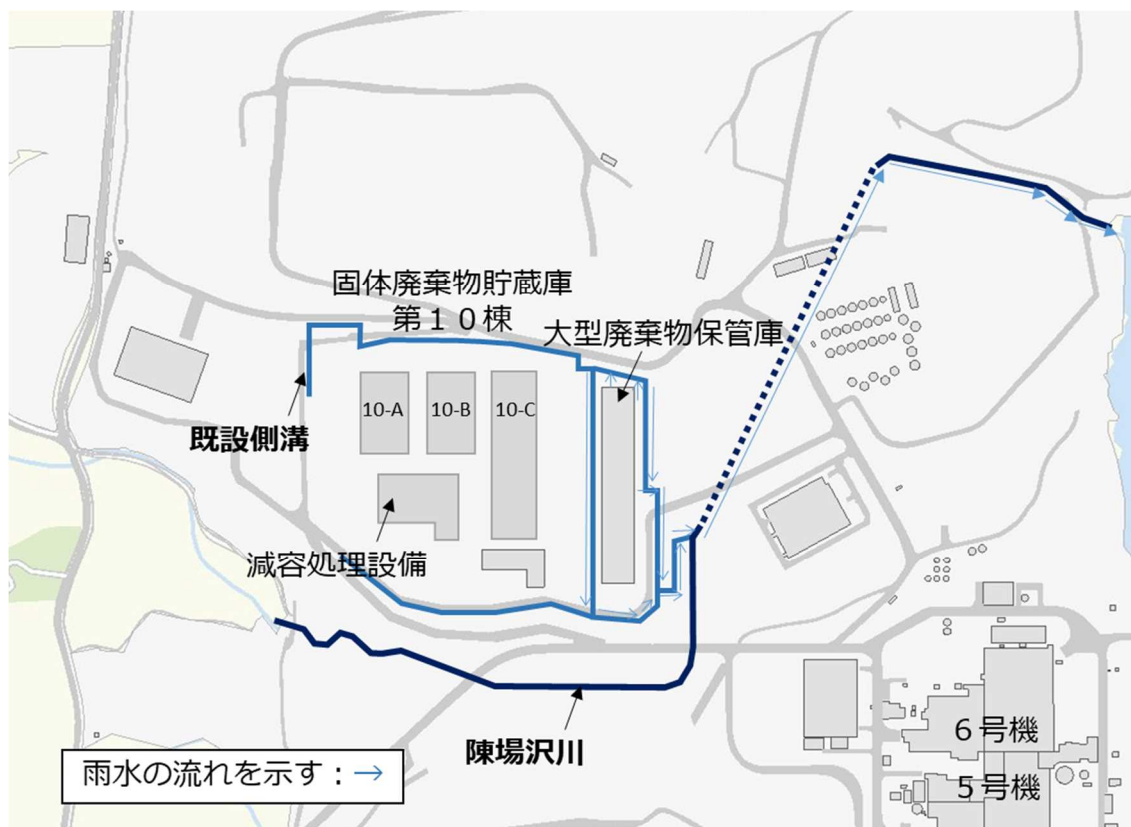 固体廃棄物貯蔵庫
第１０棟
大型廃棄物保管庫
10-A
10-B
10-C
既設側溝
減容処理設備
陳場沢川
６号機
５号機
雨水の流れを示す：→